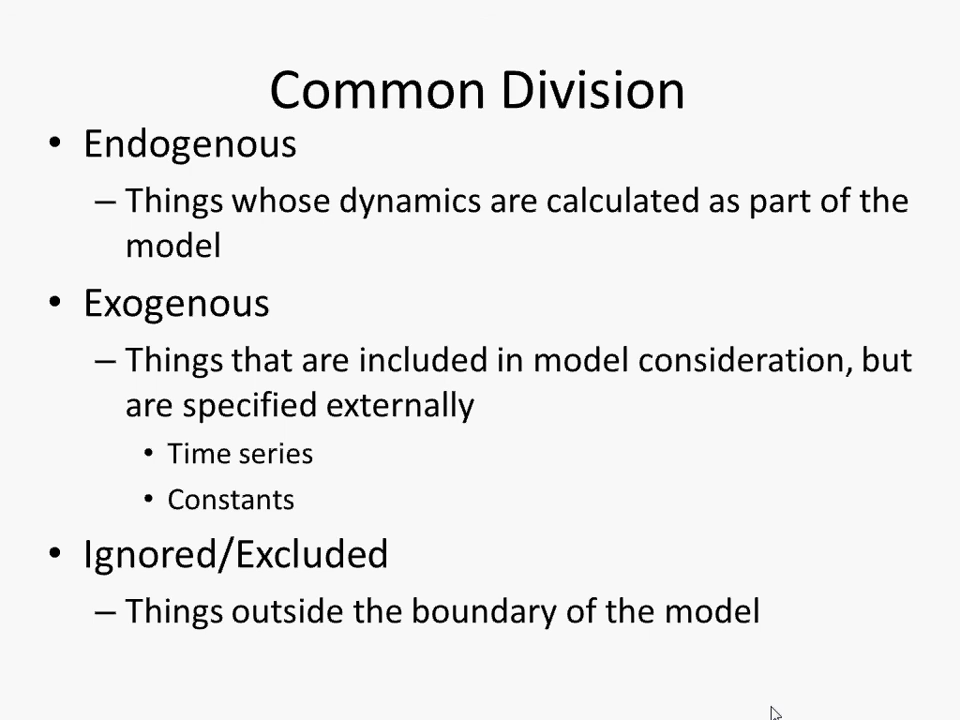 Common Division
• Endogenous
– Things whose dynamics are calculated as part of the
model
• Exogenous
– Things that are included in model consideration, but
are specified externally
• Time series
• Constants
• Ignored/Excluded
– Things outside the boundary of the model